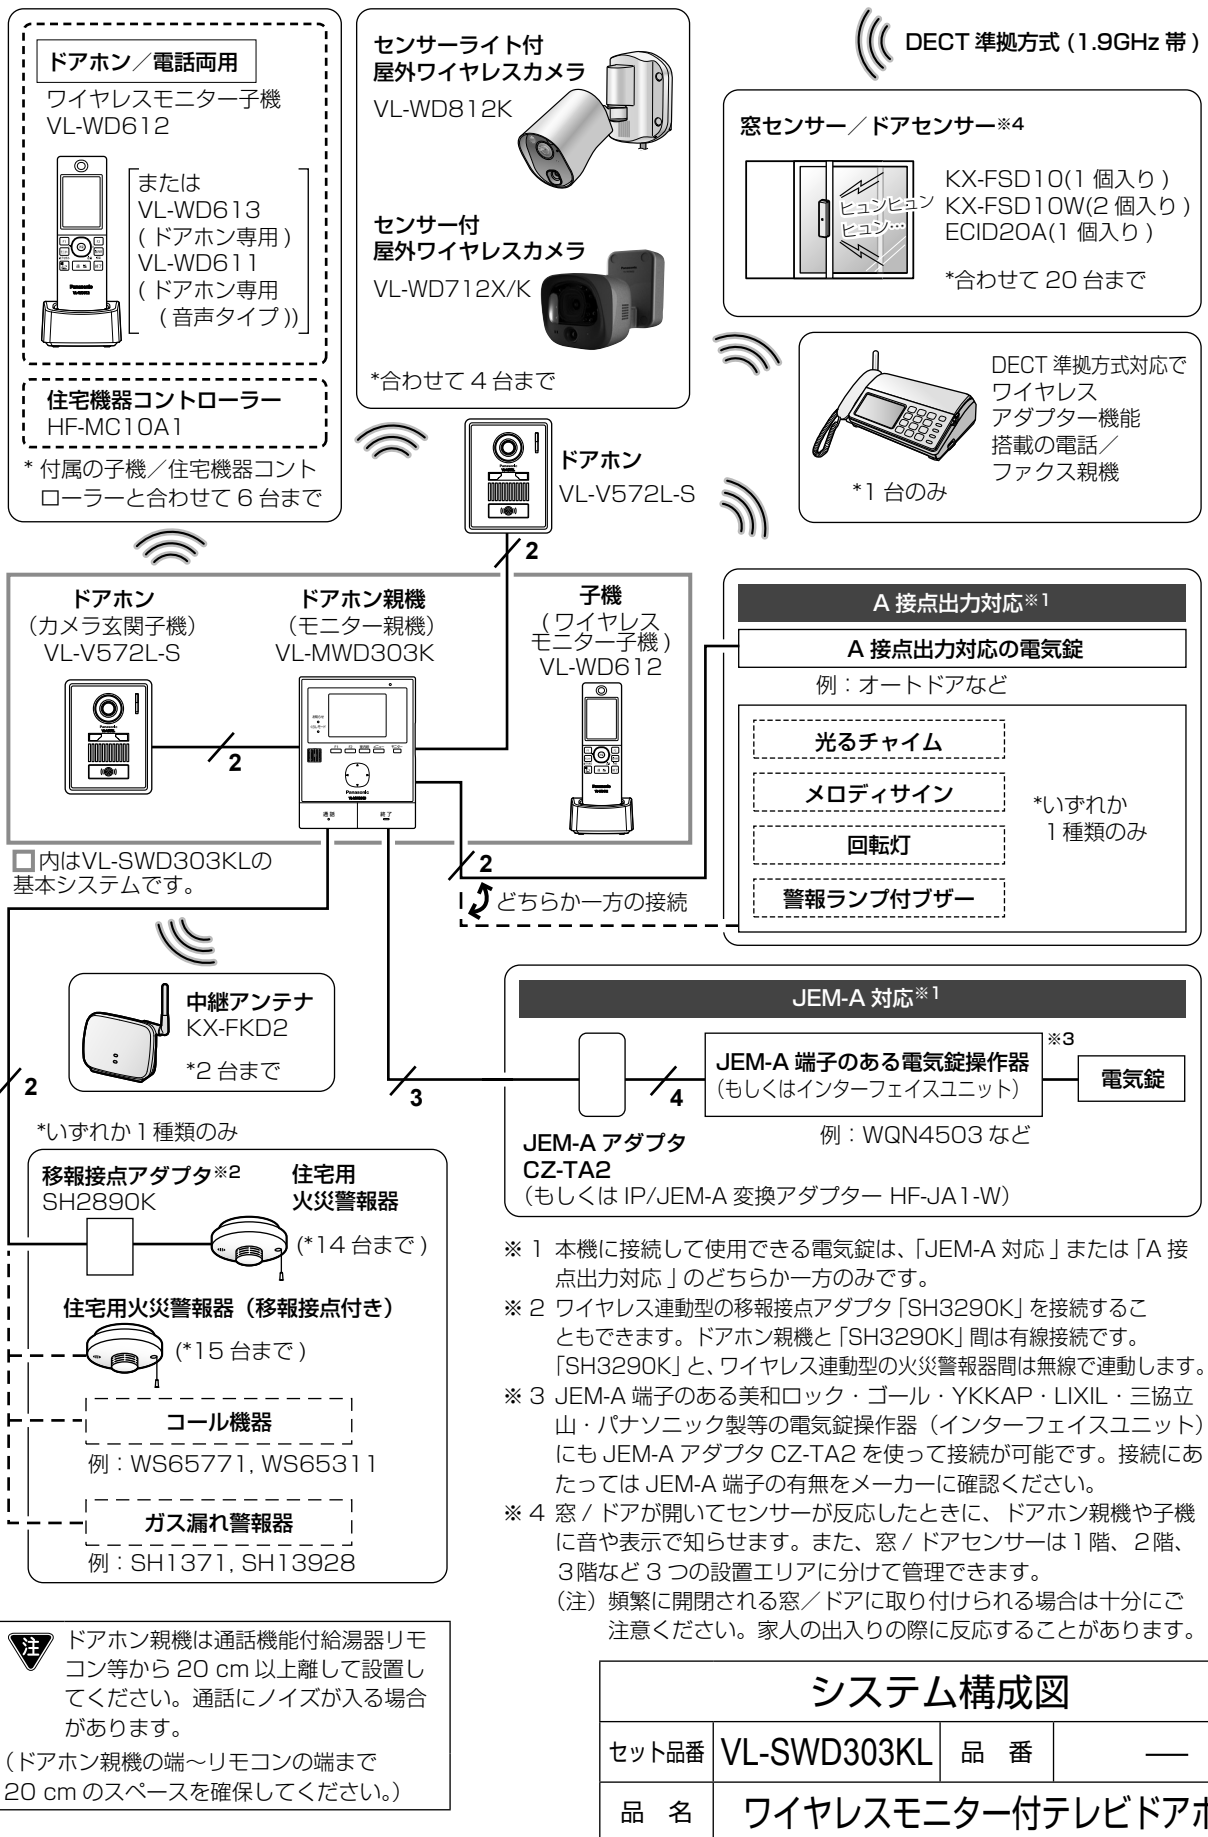 DECT 準拠方式 (1.9GHz 帯)
ドアホン／電話両用
ワイヤレスモニター子機
VL-WD612
または
VL-WD613
(ドアホン専用)
VL-WD611
(ドアホン専用
(音声タイプ))
住宅機器コントローラー
HF-MC10A1
* 付属の子機／住宅機器コント
ローラーと合わせて 6 台まで
センサーライト付
屋外ワイヤレスカメラ
VL-WD812K
センサー付
屋外ワイヤレスカメラ
VL-WD712X/K
*合わせて 4 台まで
窓センサー／ドアセンサー※4
ヒュンヒュン
ヒュン…
KX-FSD10(1 個入り)
KX-FSD10W(2 個入り)
ECID20A(1 個入り)
*合わせて 20 台まで
DECT 準拠方式対応で
ワイヤレス
アダプター機能
搭載の電話／
ファクス親機
*1 台のみ
ドアホン
VL-V572L-S
2
ドアホン
（カメラ玄関子機）
VL-V572L-S
2
ドアホン親機
（モニター親機）
VL-MWD303K
Panasonic
通話
終了
子機
(ワイヤレス
モニター子機)
VL-WD612
□内はVL-SWD303KLの
基本システムです。
2
どちらか一方の接続
A 接点出力対応※1
A 接点出力対応の電気錠
例：オートドアなど
光るチャイム
メロディサイン
回転灯
警報ランプ付ブザー
*いずれか
1種類のみ
中継アンテナ
KX-FKD2
*2 台まで
2
3
JEM-A 対応※1
4
JEM-A 端子のある電気錠操作器
（もしくはインターフェイスユニット）
※3
電気錠
例：WQN4503 など
JEM-A アダプタ
CZ-TA2
（もしくは IP/JEM-A 変換アダプター HF-JA1-W）
*いずれか1種類のみ
移報接点アダプタ※2
SH2890K
住宅用
火災警報器
(*14 台まで)
住宅用火災警報器（移報接点付き）
(*15 台まで)
コール機器
例：WS65771, WS65311
ガス漏れ警報器
例：SH1371, SH13928
※ 1 本機に接続して使用できる電気錠は、「JEM-A 対応」または「A 接
点出力対応」のどちらか一方のみです。
※ 2 ワイヤレス連動型の移報接点アダプタ「SH3290K」を接続するこ
ともできます。ドアホン親機と「SH3290K」間は有線接続です。
「SH3290K」と、ワイヤレス連動型の火災警報器間は無線で連動します。
※ 3 JEM-A 端子のある美和ロック・ゴール・YKKAP・LIXIL・三協立
山・パナソニック製等の電気錠操作器（インターフェイスユニット）
にも JEM-A アダプタ CZ-TA2 を使って接続が可能です。接続にあ
たっては JEM-A 端子の有無をメーカーに確認ください。
※ 4 窓 / ドアが開いてセンサーが反応したときに、ドアホン親機や子機
に音や表示で知らせます。また、窓 / ドアセンサーは1階、2階、
3階など 3 つの設置エリアに分けて管理できます。
（注）頻繁に開閉される窓／ドアに取り付けられる場合は十分にご
注意ください。家人の出入りの際に反応することがあります。
注 ドアホン親機は通話機能付給湯器リモ
コン等から 20 cm 以上離して設置し
てください。通話にノイズが入る場合
があります。
（ドアホン親機の端〜リモコンの端まで
20 cm のスペースを確保してください。）
システム構成図
セット品番 VL-SWD303KL 品 番 ──
品 名 ワイヤレスモニター付テレビドアホ